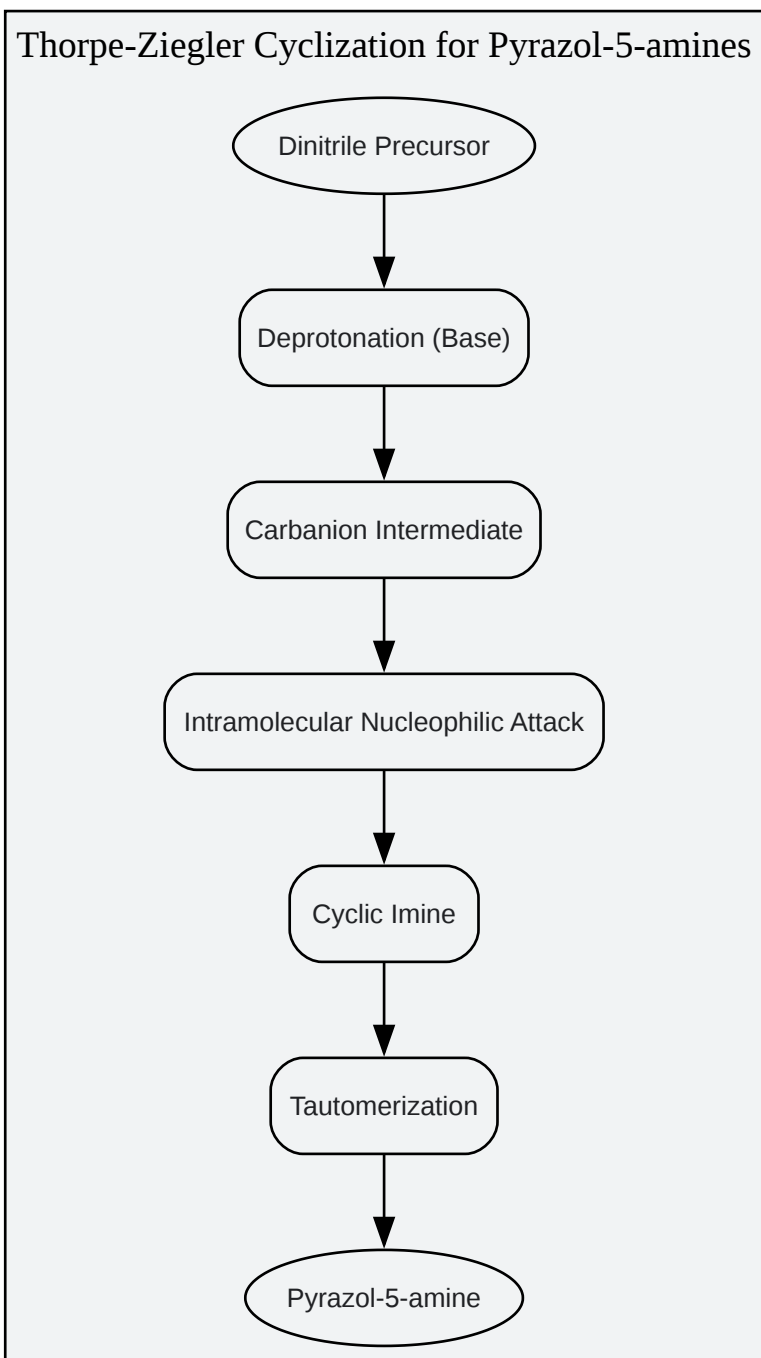 Thorpe-Ziegler Cyclization for Pyrazol-5-amines
Dinitrile Precursor
Deprotonation (Base)
Carbanion Intermediate
Intramolecular Nucleophilic Attack
Cyclic Imine
Tautomerization
Pyrazol-5-amine